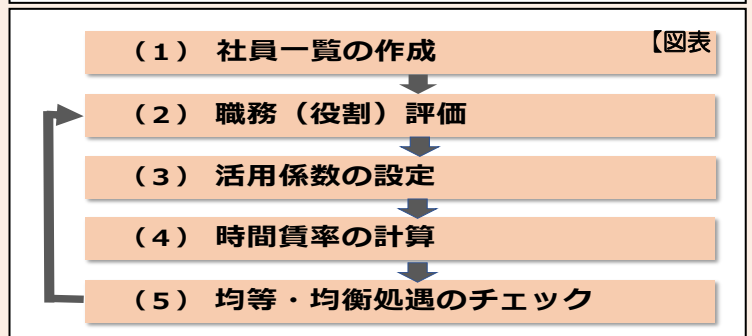 【図表
（1） 社員一覧の作成
（2） 職務（役割）評価
（3） 活用係数の設定
（4） 時間賃率の計算
（5） 均等・均衡処遇のチェック